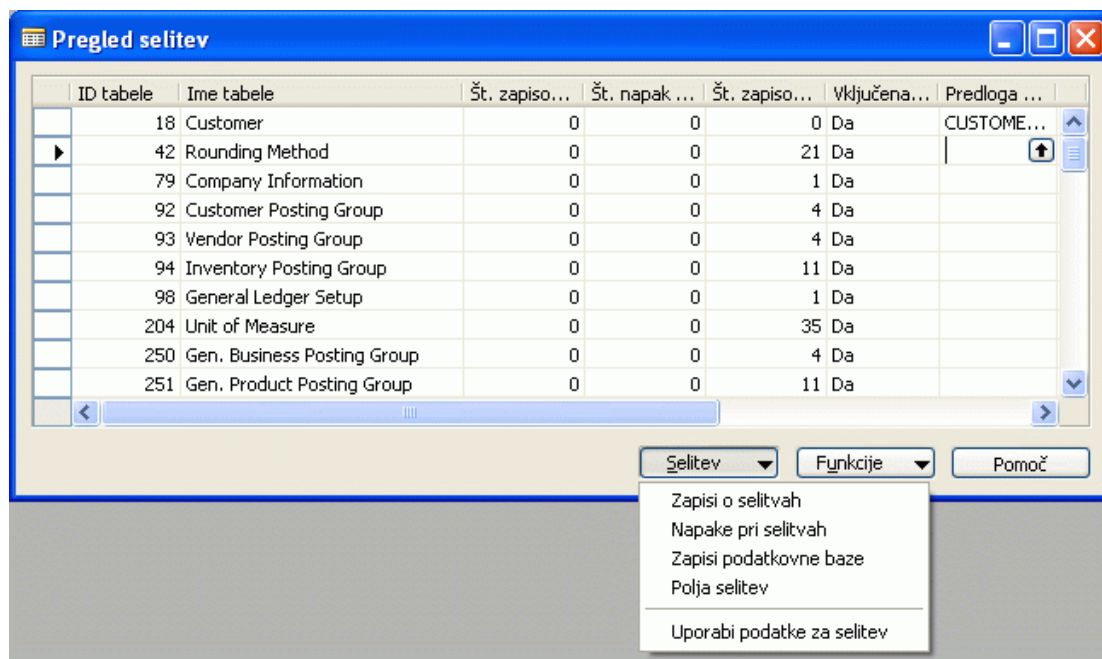 Pregled selitev
ID tabele Ime tabele Št. zapiso... Št. napak ... Št. zapiso... Vključena... Predloga ...
18 Customer 0 0 0 Da CUSTOME...
42 Rounding Method 0 0 21 Da
79 Company Information 0 0 1 Da
92 Customer Posting Group 0 0 4 Da
93 Vendor Posting Group 0 0 4 Da
94 Inventory Posting Group 0 0 11 Da
98 General Ledger Setup 0 0 1 Da
204 Unit of Measure 0 0 35 Da
250 Gen. Business Posting Group 0 0 4 Da
251 Gen. Product Posting Group 0 0 11 Da
Selitev Funkcije Pomoč
Zapisi o selitvah
Napake pri selitvah
Zapisi podatkovne baze
Polja selitev
Uporabi podatke za selitev